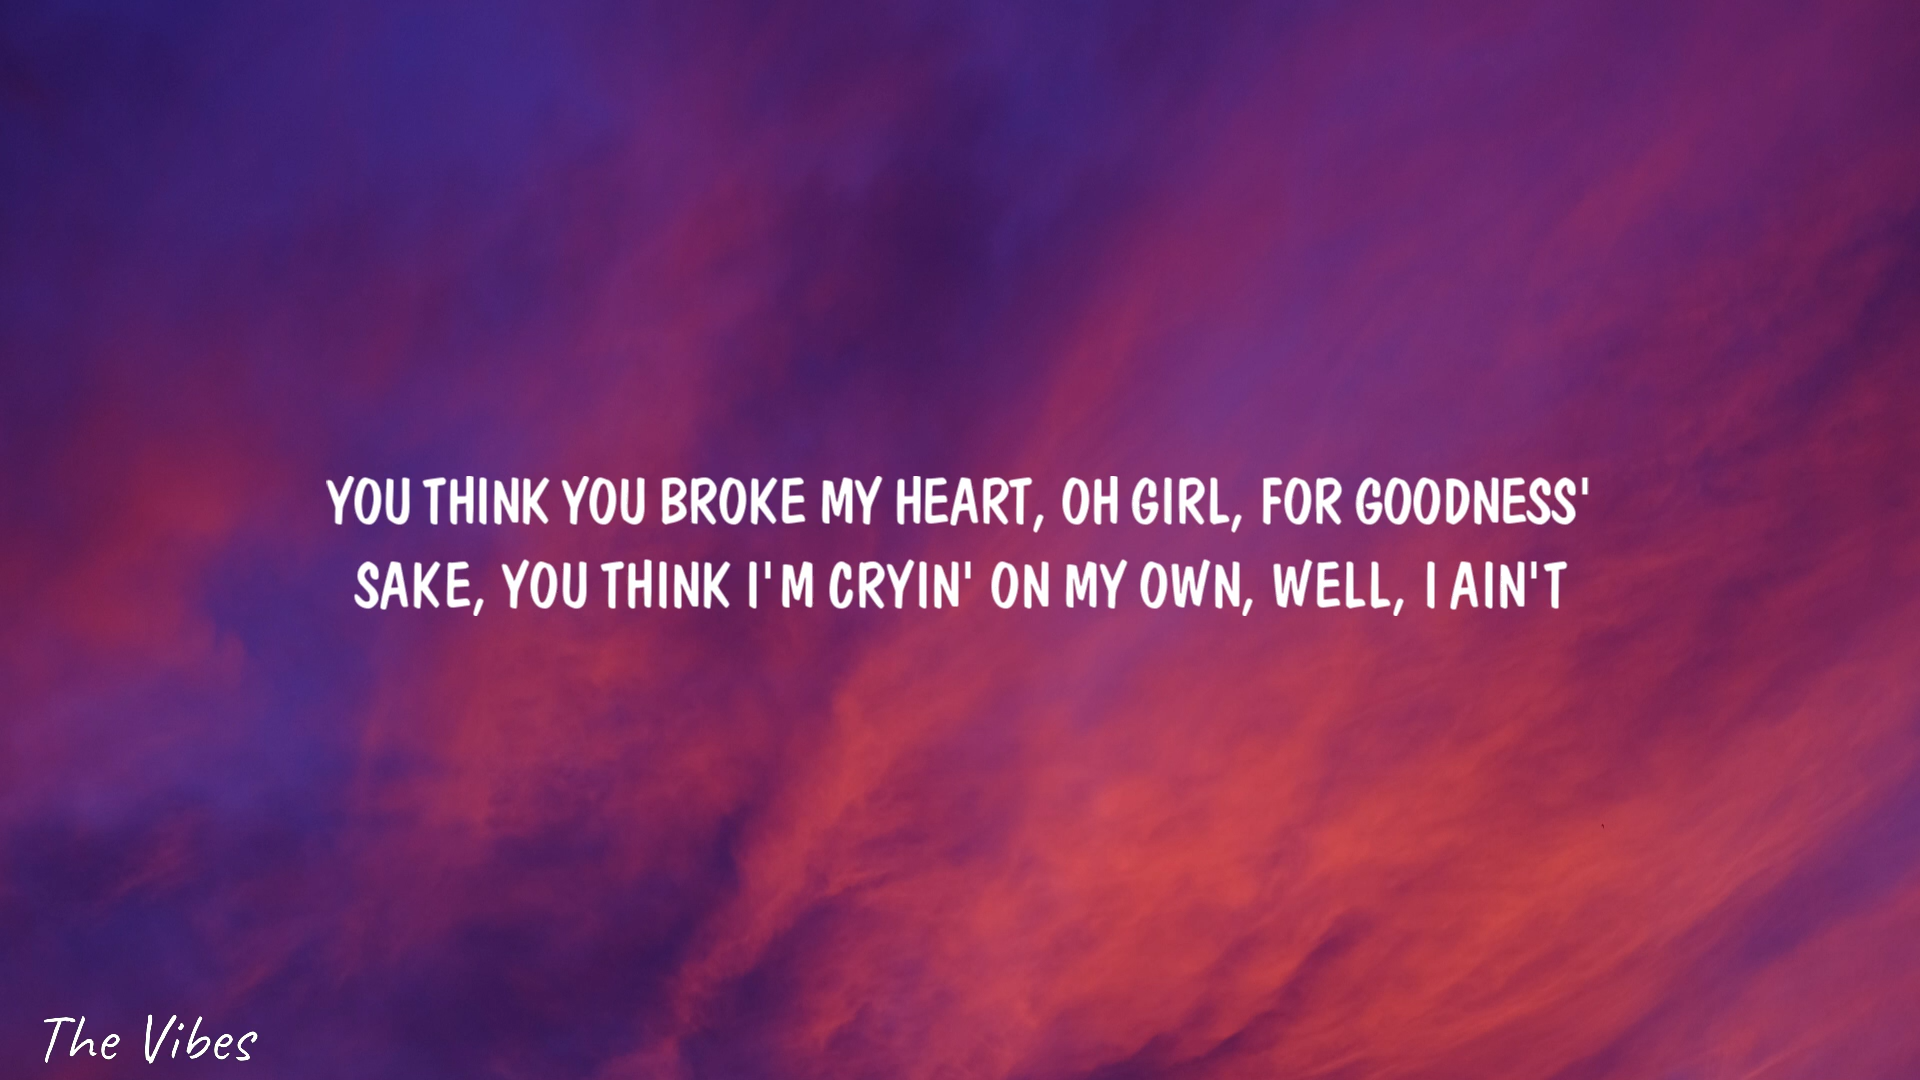 YOU THINK YOU BROKE MY HEART, OH GIRL, FOR GOODNESS'
SAKE, YOU THINK I'M CRYIN' ON MY OWN, WELL, I AIN'T
The Vibes